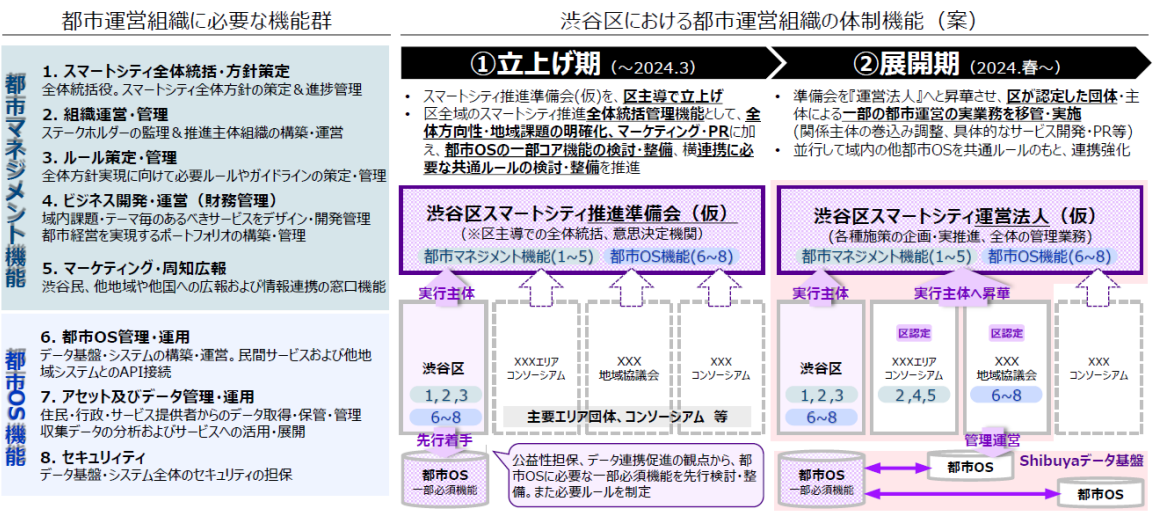 都市運営組織に必要な機能群
都市マネジメント機能
1. スマートシティ全体統括・方針策定
全体統括役。スマートシティ全体方針の策定＆進捗管理
2. 組織運営・管理
ステークホルダーの監理＆推進主体組織の構築・運営
3. ルール策定・管理
全体方針実現に向けて必要ルールやガイドラインの策定・管理
4. ビジネス開発・運営（財務管理）
域内課題・テーマ毎のあるべきサービスをデザイン・開発管理
都市経営を実現するポートフォリオの構築・管理
5. マーケティング・周知広報
渋谷民、他地域や他国への広報および情報連携の窓口機能
都市OS機能
6. 都市OS管理・運用
データ基盤・システムの構築・運営。民間サービスおよび他地
域システムとのAPI接続
7. アセット及びデータ管理・運用
住民・行政・サービス提供者からのデータ取得・保管・管理
収集データの分析およびサービスへの活用・展開
8. セキュリィティ
データ基盤・システム全体のセキュリティの担保
渋谷区における都市運営組織の体制機能（案）
①立上げ期（～2024.3）
• スマートシティ推進準備会(仮)を、区主導で立上げ
• 区全域のスマートシティ推進全体統括管理機能として、全
体方向性・地域課題の明確化、マーケティング・PRに加
え、都市OSの一部コア機能の検討・整備、横連携に必
要な共通ルールの検討・整備を推進
渋谷区スマートシティ推進準備会（仮）
（※区主導での全体統括、意思決定機関）
都市マネジメント機能(1~5)
都市OS機能(6~8)
実行主体
渋谷区
1,2,3
6~8
XXXエリア
コンソーシアム
XXX
地域協議会
XXX
コンソーシアム
主要エリア団体、コンソーシアム 等
先行着手
都市OS
一部必須機能
公益性担保、データ連携促進の観点から、都
市OSに必要な一部必須機能を先行検討・整
備。また必要ルールを制定
②展開期（2024.春～）
• 準備会を『運営法人』へと昇華させ、区が認定した団体・主
体による一部の都市運営の実業務を移管・実施
(関係主体の巻込み調整、具体的なサービス開発・PR等)
• 並行して域内の他都市OSを共通ルールのもと、連携強化
渋谷区スマートシティ運営法人（仮）
（各種施策の企画・実推進、全体の管理業務）
都市マネジメント機能(1~5)
都市OS機能(6~8)
実行主体
実行主体へ昇華
渋谷区
1,2,3
6~8
区認定
XXXエリア
コンソーシアム
2,4,5
区認定
XXX
地域協議会
6~8
XXX
コンソーシアム
管理運営
都市OS
一部必須機能
都市OS
Shibuyaデータ基盤
都市OS